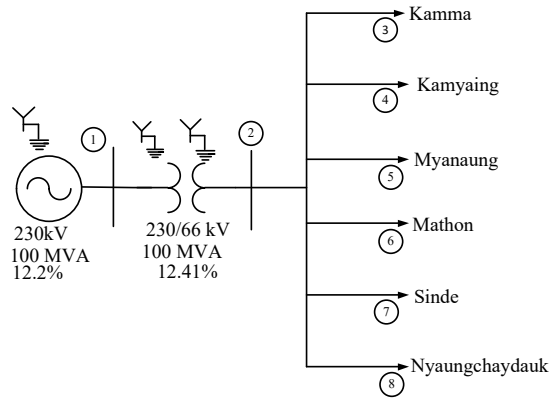 3
Kamma
4
Kamyaing
1
2
5
Myanaung
230kV
100 MVA
12.2%
230/66 kV
100 MVA
12.41%
6
Mathon
7
Sinde
8
Nyaungchaydauk